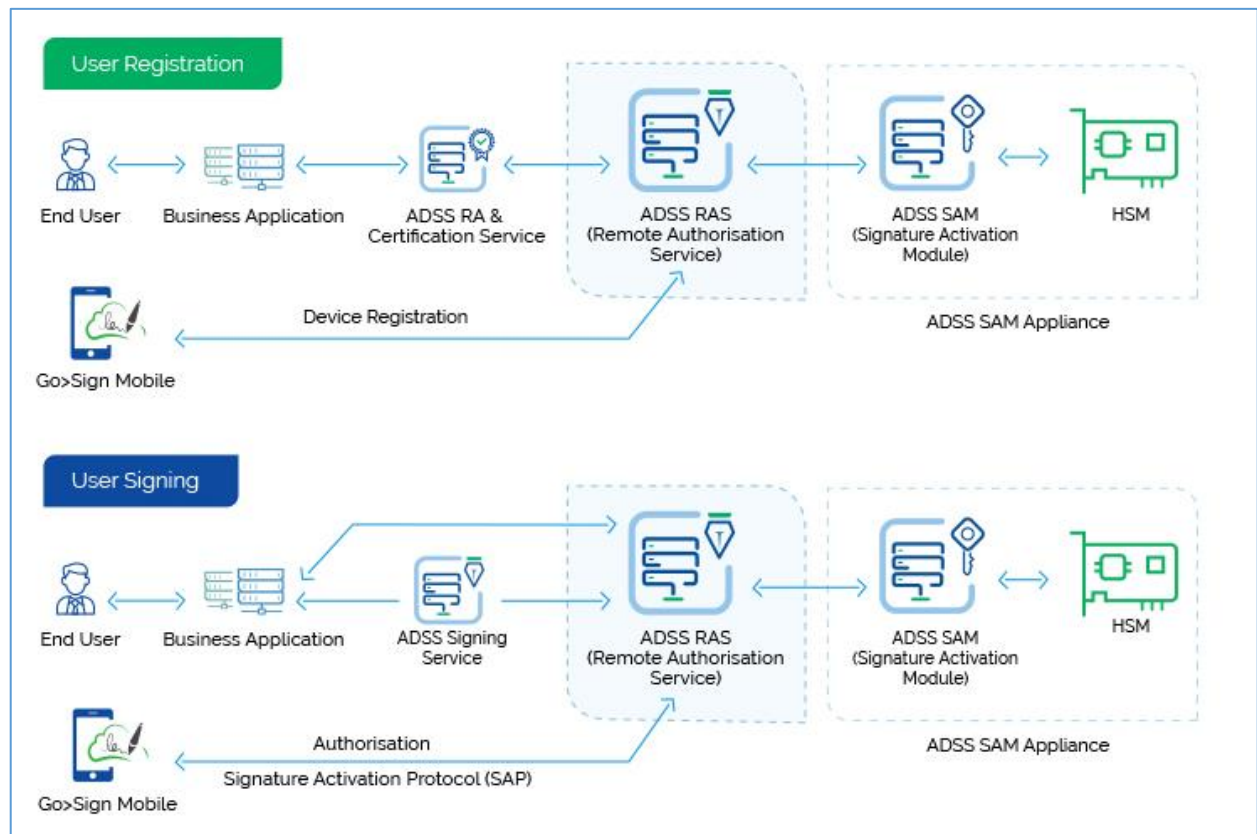 User Registration
End User
Business Application
ADSS RA &
Certification Service
ADSS RAS
(Remote Authorisation
Service)
ADSS SAM
(Signature Activation
Module)
HSM
ADSS SAM Appliance
Device Registration
Go>Sign Mobile
User Signing
End User
Business Application
ADSS Signing
Service
ADSS RAS
(Remote Authorisation
Service)
ADSS SAM
(Signature Activation
Module)
HSM
ADSS SAM Appliance
Authorisation
Signature Activation Protocol (SAP)
Go>Sign Mobile